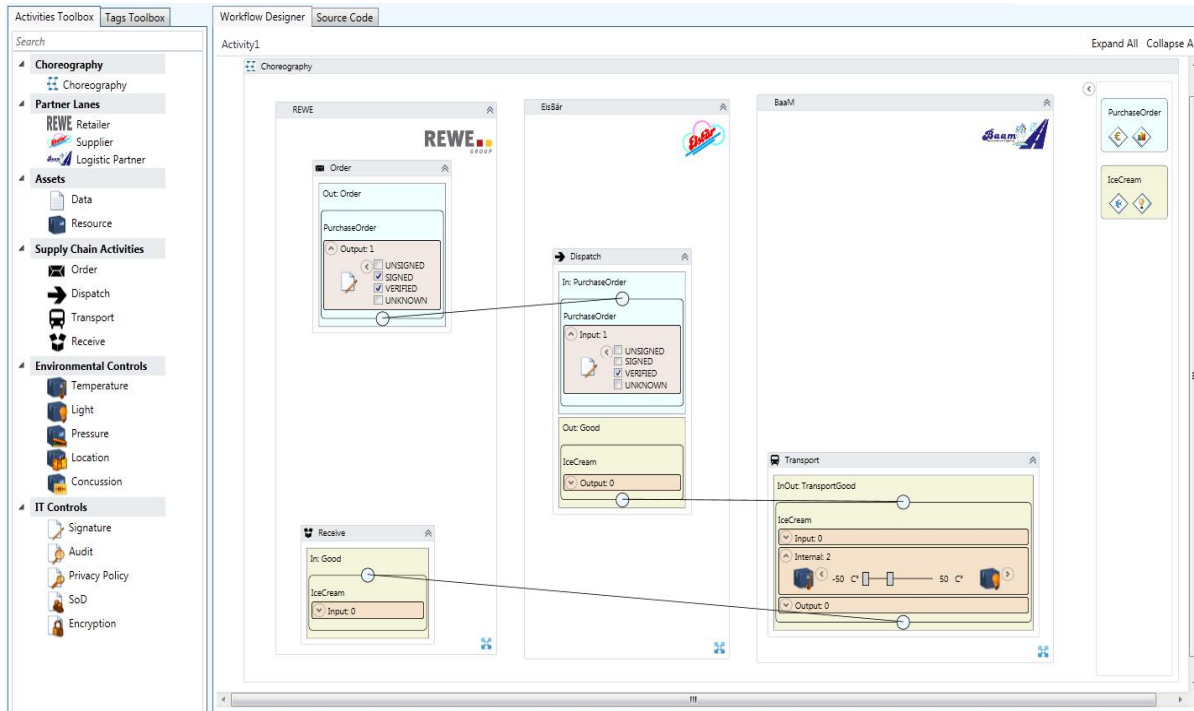 Activities Toolbox
Tags Toolbox
Search
Choreography
Choreography
Partner Lanes
REWE Retailer
Eisbär Supplier
Baam Logistic Partner
Assets
Data
Resource
Supply Chain Activities
Order
Dispatch
Transport
Receive
Environmental Controls
Temperature
Light
Pressure
Location
Concussion
IT Controls
Signature
Audit
Privacy Policy
SoD
Encryption
Workflow Designer
Source Code
Activity1
Expand All Collapse A
Choreography
REWE
REWE
GROUP
Order
Out: Order
PurchaseOrder
Output: 1
UNSIGNED
SIGNED
VERIFIED
UNKNOWN
Receive
In: Good
IceCream
Input: 0
EisBär
Eisbär
Dispatch
In: PurchaseOrder
PurchaseOrder
Input: 1
UNSIGNED
SIGNED
VERIFIED
UNKNOWN
Out: Good
IceCream
Output: 0
BaaM
Baam
Transport
InOut: TransportGood
IceCream
Input: 0
Internal: 2
-50 C° 50 C°
Output: 0
PurchaseOrder
€
IceCream